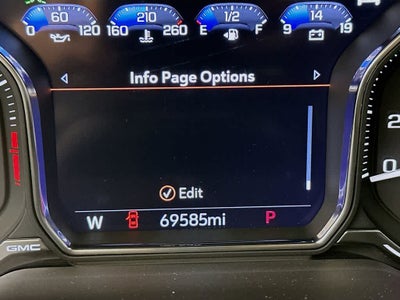 60 210 1/2 14
0 120 160 260 E F 9 19
Info Page Options
Edit
W 69585mi P
GMC